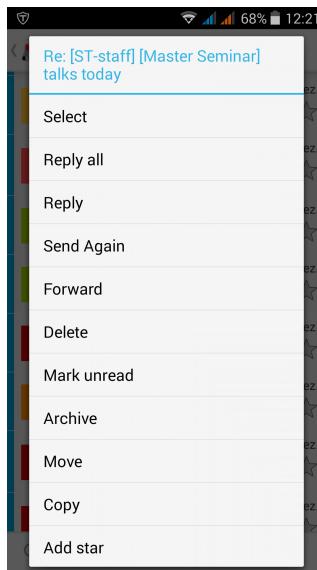 68% 12:21
Re: [ST-staff] [Master Seminar]
talks today
Select
Reply all
Reply
Send Again
Forward
Delete
Mark unread
Archive
Move
Copy
Add star